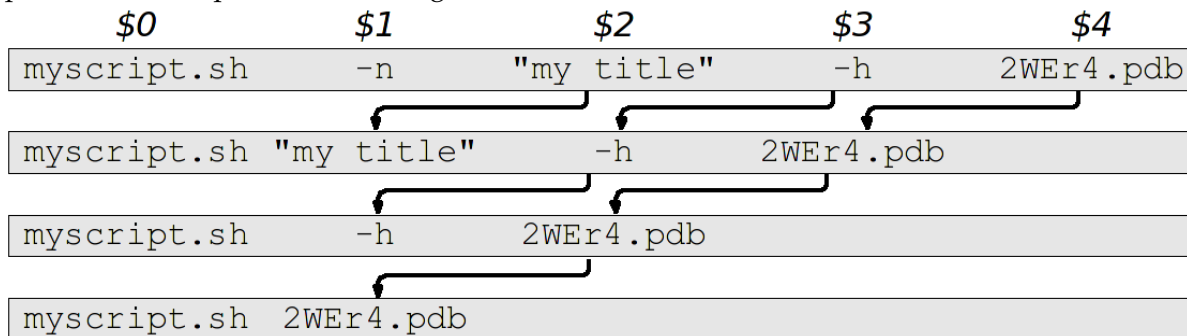 $0 $1 $2 $3 $4
myscript.sh -n "my title" -h 2WEr4.pdb
myscript.sh "my title" -h 2WEr4.pdb
myscript.sh -h 2WEr4.pdb
myscript.sh 2WEr4.pdb